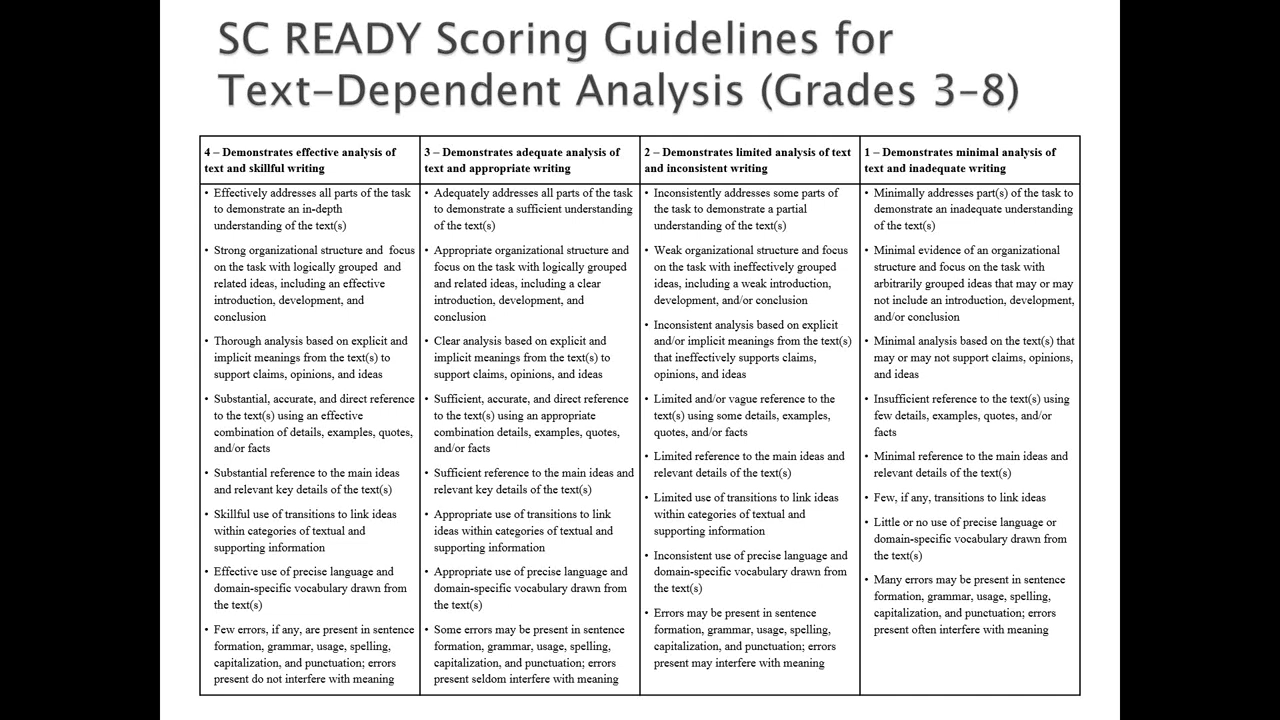 SC READY Scoring Guidelines for
Text-Dependent Analysis (Grades 3-8)
4 – Demonstrates effective analysis of
text and skillful writing
• Effectively addresses all parts of the task
to demonstrate an in-depth
understanding of the text(s)
• Strong organizational structure and focus
on the task with logically grouped and
related ideas, including an effective
introduction, development, and
conclusion
• Thorough analysis based on explicit and
implicit meanings from the text(s) to
support claims, opinions, and ideas
• Substantial, accurate, and direct reference
to the text(s) using an effective
combination of details, examples, quotes,
and/or facts
• Substantial reference to the main ideas
and relevant key details of the text(s)
• Skillful use of transitions to link ideas
within categories of textual and
supporting information
• Effective use of precise language and
domain-specific vocabulary drawn from
the text(s)
• Few errors, if any, are present in sentence
formation, grammar, usage, spelling,
capitalization, and punctuation; errors
present do not interfere with meaning
3 – Demonstrates adequate analysis of
text and appropriate writing
• Adequately addresses all parts of the task
to demonstrate a sufficient understanding
of the text(s)
• Appropriate organizational structure and
focus on the task with logically grouped
and related ideas, including a clear
introduction, development, and
conclusion
• Clear analysis based on explicit and
implicit meanings from the text(s) to
support claims, opinions, and ideas
• Sufficient, accurate, and direct reference
to the text(s) using an appropriate
combination details, examples, quotes,
and/or facts
• Sufficient reference to the main ideas and
relevant key details of the text(s)
• Appropriate use of transitions to link
ideas within categories of textual and
supporting information
• Appropriate use of precise language and
domain-specific vocabulary drawn from
the text(s)
• Some errors may be present in sentence
formation, grammar, usage, spelling,
capitalization, and punctuation; errors
present seldom interfere with meaning
2 – Demonstrates limited analysis of text
and inconsistent writing
• Inconsistently addresses some parts of
the task to demonstrate a partial
understanding of the text(s)
• Weak organizational structure and focus
on the task with ineffectively grouped
ideas, including a weak introduction,
development, and/or conclusion
• Inconsistent analysis based on explicit
and/or implicit meanings from the text(s)
that ineffectively supports claims,
opinions, and ideas
• Limited and/or vague reference to the
text(s) using some details, examples,
quotes, and/or facts
• Limited reference to the main ideas and
relevant details of the text(s)
• Limited use of transitions to link ideas
within categories of textual and
supporting information
• Inconsistent use of precise language and
domain-specific vocabulary drawn from
the text(s)
• Errors may be present in sentence
formation, grammar, usage, spelling,
capitalization, and punctuation; errors
present may interfere with meaning
1 – Demonstrates minimal analysis of
text and inadequate writing
• Minimally addresses part(s) of the task to
demonstrate an inadequate understanding
of the text(s)
• Minimal evidence of an organizational
structure and focus on the task with
arbitrarily grouped ideas that may or may
not include an introduction, development,
and/or conclusion
• Minimal analysis based on the text(s) that
may or may not support claims, opinions,
and ideas
• Insufficient reference to the text(s) using
few details, examples, quotes, and/or
facts
• Minimal reference to the main ideas and
relevant details of the text(s)
• Few, if any, transitions to link ideas
• Little or no use of precise language or
domain-specific vocabulary drawn from
the text(s)
• Many errors may be present in sentence
formation, grammar, usage, spelling,
capitalization, and punctuation; errors
present often interfere with meaning